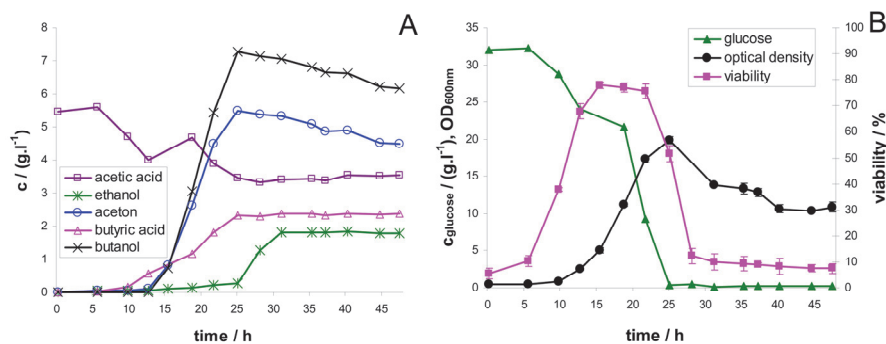 A
c / (g.l⁻¹)
8
7
6
5
4
3
2
1
0
acetic acid
ethanol
aceton
butyric acid
butanol
0 5 10 15 20 25 30 35 40 45
time / h
B
c glucose / (g.l⁻¹), OD600nm
35
30
25
20
15
10
5
0
glucose
optical density
viability
100
90
80
70
60
50
40
30
20
10
0
viability / %
0 5 10 15 20 25 30 35 40 45
time / h